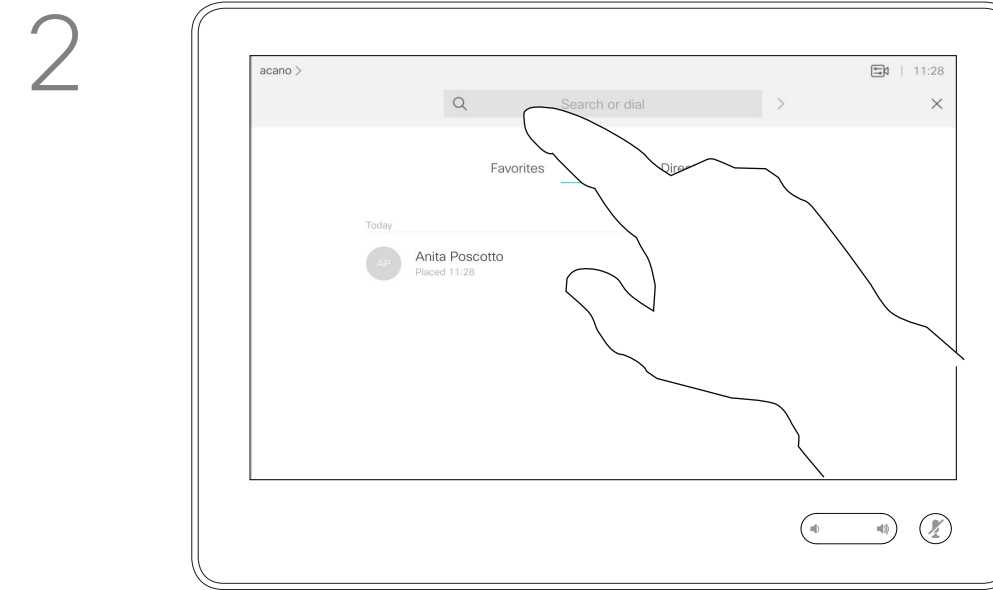 2
acano >
11:28
Search or dial
Favorites
Today
AP
Anita Poscotto
Placed 11:28